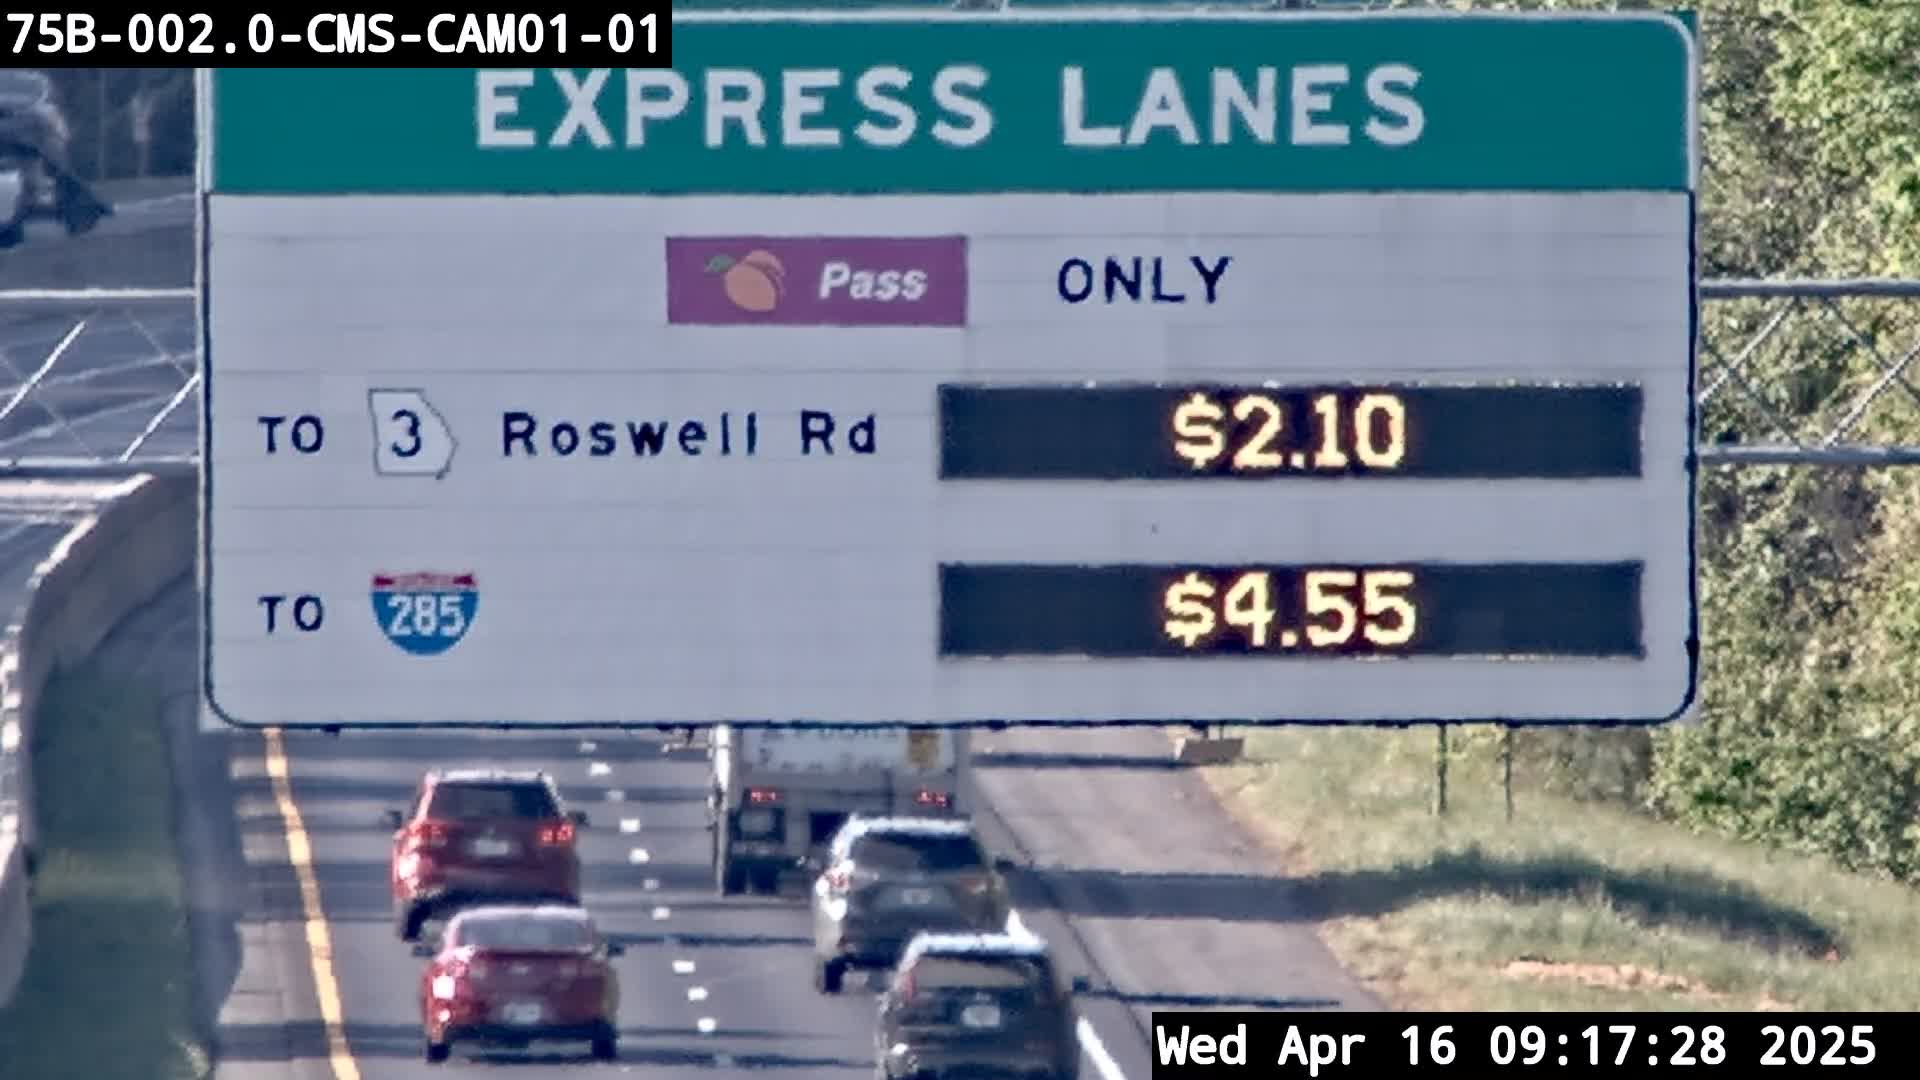 75B-002.0-CMS-CAM01-01
EXPRESS LANES
Pass ONLY
TO 3 Roswell Rd $2.10
TO 285 $4.55
Wed Apr 16 09:17:28 2025